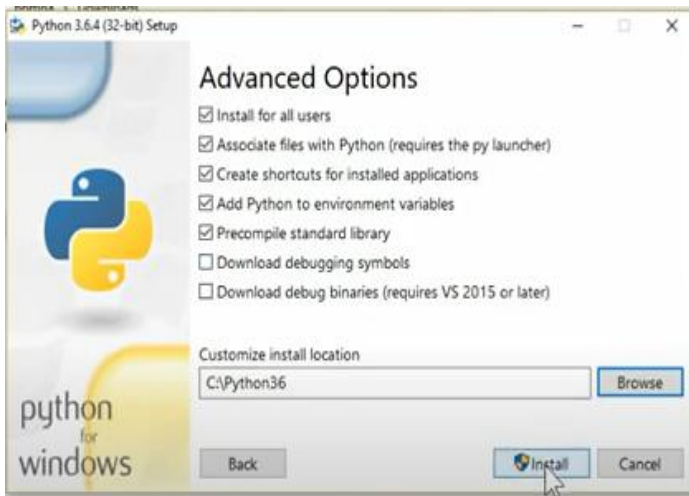 Python 3.6.4 (32-bit) Setup
Advanced Options
Install for all users
Associate files with Python (requires the py launcher)
Create shortcuts for installed applications
Add Python to environment variables
Precompile standard library
Download debugging symbols
Download debug binaries (requires VS 2015 or later)
Customize install location
C:\Python36
Browse
python
for
windows
Back
Install
Cancel